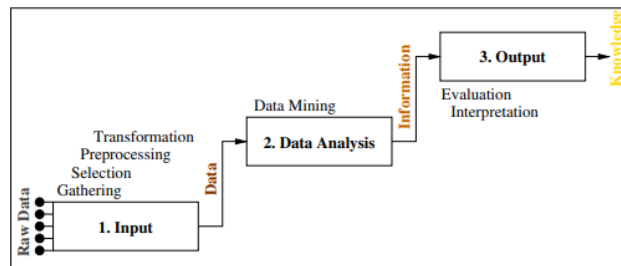 Raw Data
Gathering
Selection
Preprocessing
Transformation
1. Input
Data
Data Mining
2. Data Analysis
Information
3. Output
Evaluation
Interpretation
Knowledge